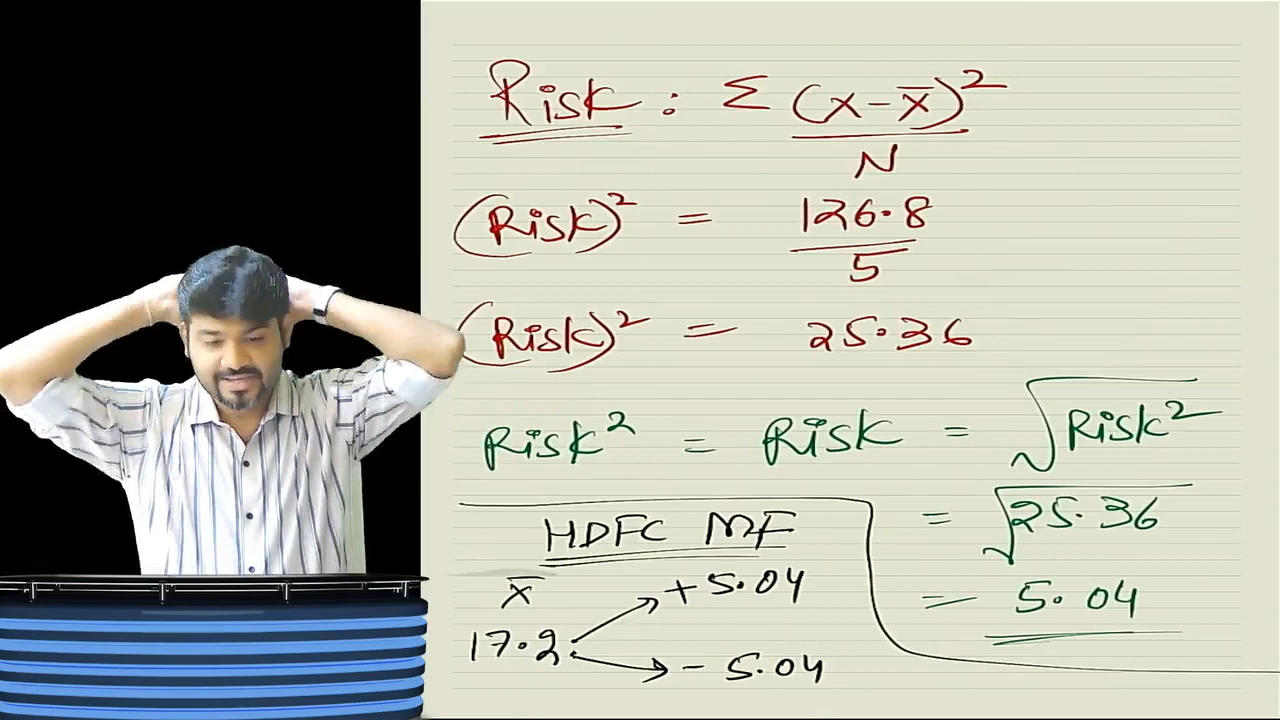 Risk : Σ (x-x̄)²
N
(Risk)² = 126.8
5
(Risk)² = 25.36
Risk² = Risk = √Risk²
= √25.36
= 5.04
HDFC MF
x̄
+5.04
17.2
- 5.04